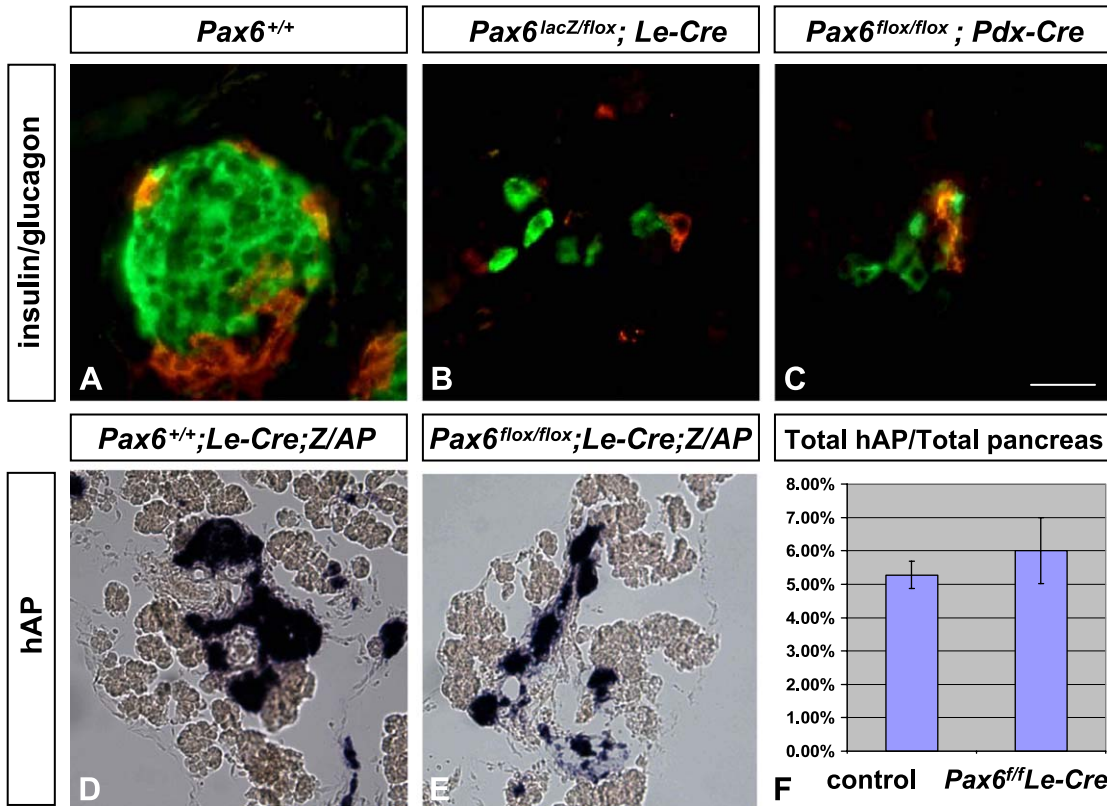 Pax6+/+
Pax6lacZ/flox; Le-Cre
Pax6flox/flox ; Pdx-Cre
insulin/glucagon
A
B
C
Pax6+/+;Le-Cre;Z/AP
Pax6flox/flox;Le-Cre;Z/AP
Total hAP/Total pancreas
hAP
D
E
8.00%
7.00%
6.00%
5.00%
4.00%
3.00%
2.00%
1.00%
0.00%
F
control
Pax6f/fLe-Cre